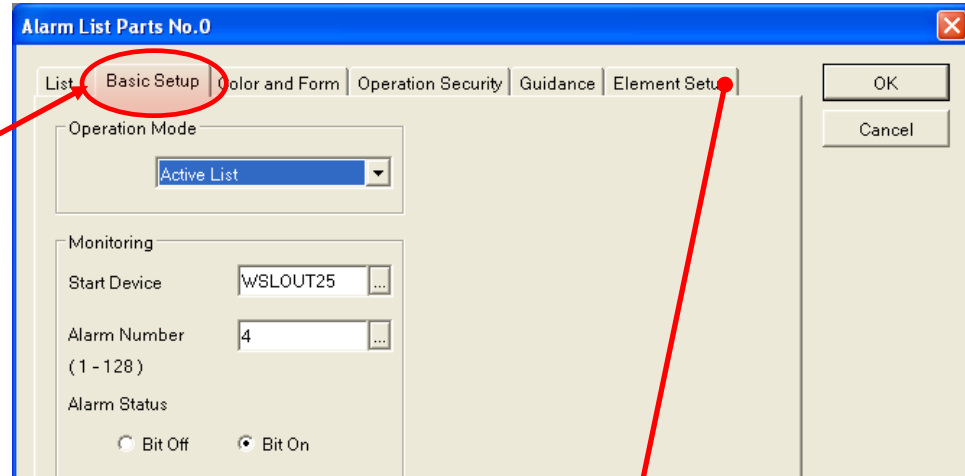 Alarm List Parts No.0
List Basic Setup Color and Form Operation Security Guidance Element Setup
OK
Cancel
Operation Mode
Active List
Monitoring
Start Device WSLOUT25 ...
Alarm Number 4 ...
(1-128)
Alarm Status
Bit Off Bit On